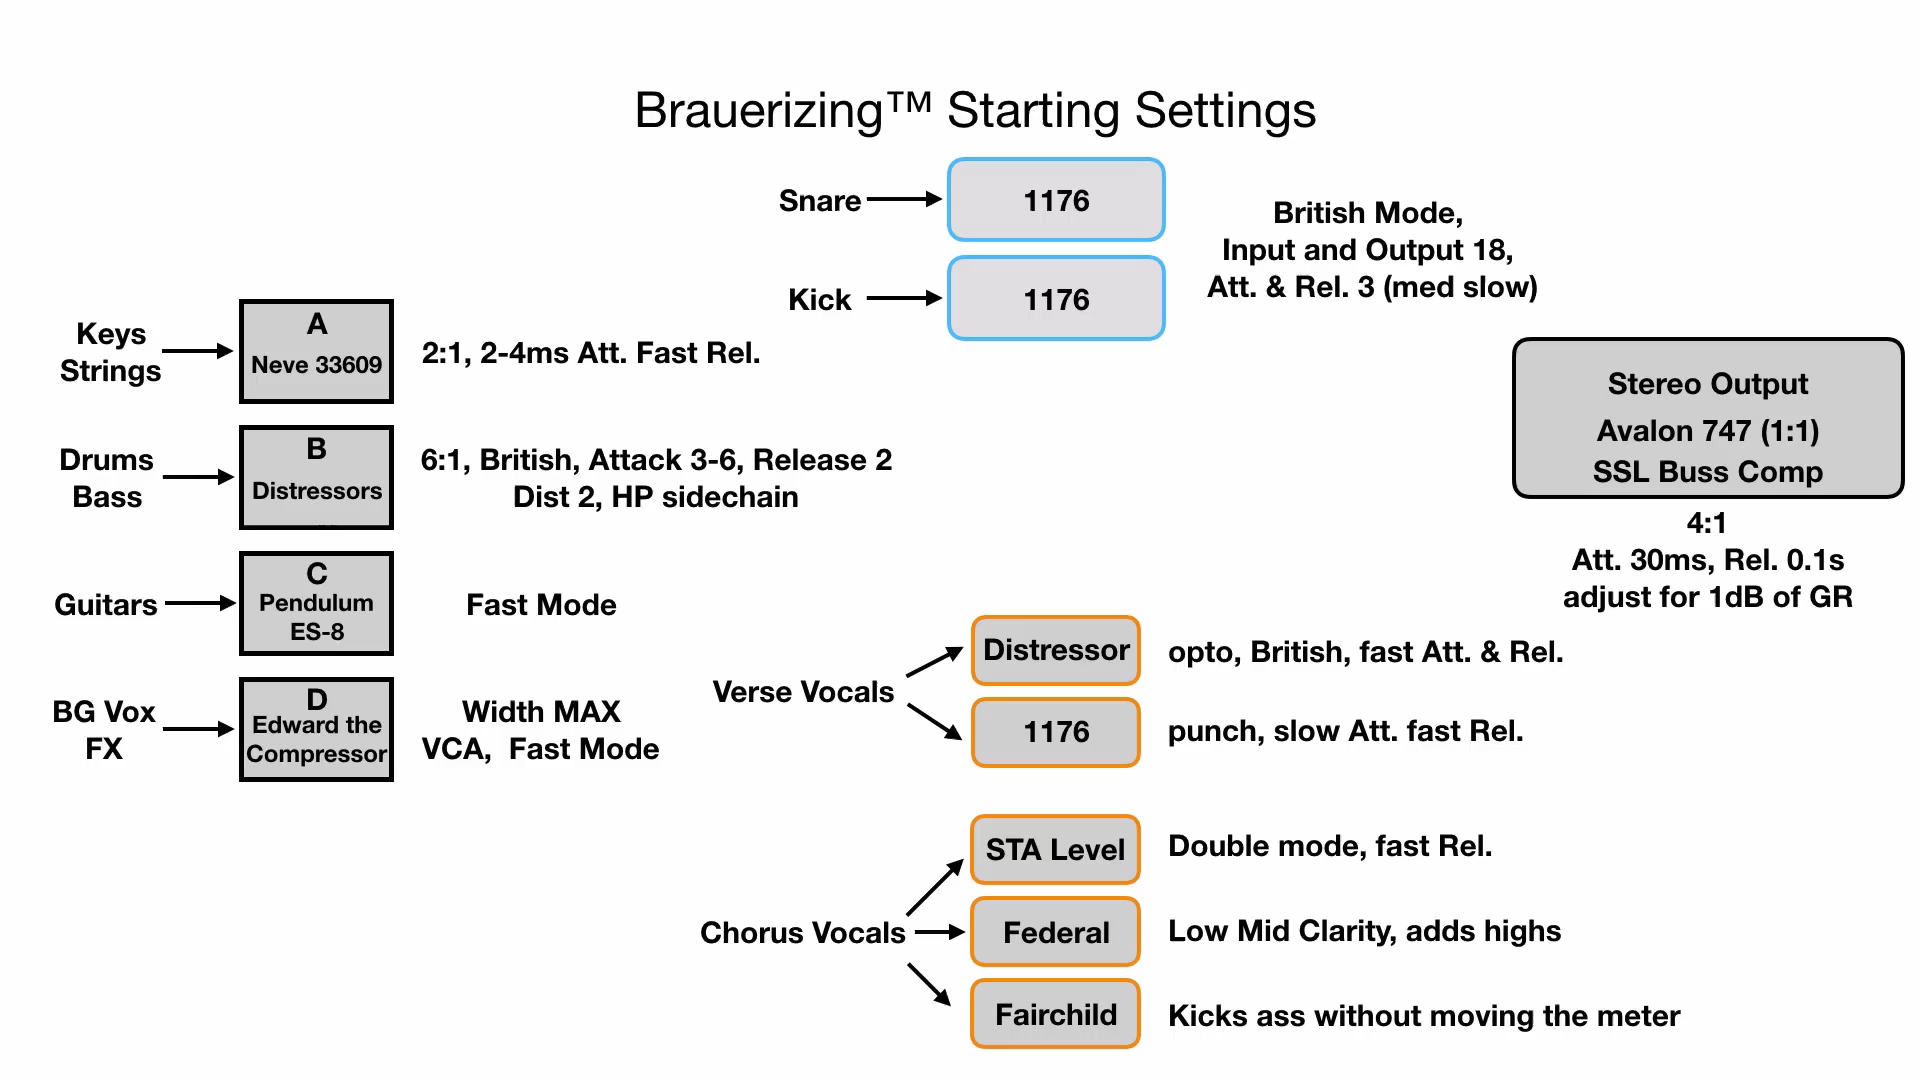 Brauerizing™ Starting Settings
Snare
1176
Kick
1176
British Mode,
Input and Output 18,
Att. & Rel. 3 (med slow)
Keys
Strings
A
Neve 33609
2:1, 2-4ms Att. Fast Rel.
Drums
Bass
B
Distressors
6:1, British, Attack 3-6, Release 2
Dist 2, HP sidechain
Guitars
C
Pendulum
ES-8
Fast Mode
BG Vox
FX
D
Edward the
Compressor
Width MAX
VCA,  Fast Mode
Stereo Output
Avalon 747 (1:1)
SSL Buss Comp
4:1
Att. 30ms, Rel. 0.1s
adjust for 1dB of GR
Verse Vocals
Distressor
opto, British, fast Att. & Rel.
1176
punch, slow Att. fast Rel.
Chorus Vocals
STA Level
Double mode, fast Rel.
Federal
Low Mid Clarity, adds highs
Fairchild
Kicks ass without moving the meter